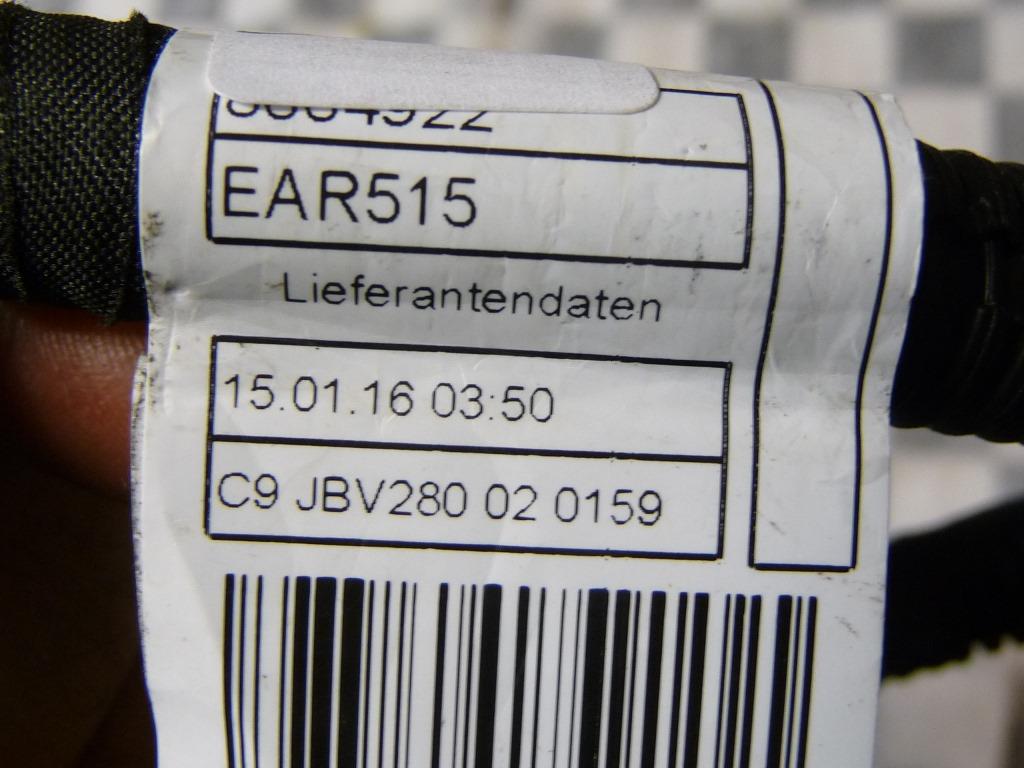 EAR515
Lieferantendaten
15.01.16 03:50
C9 JBV280 02 0159